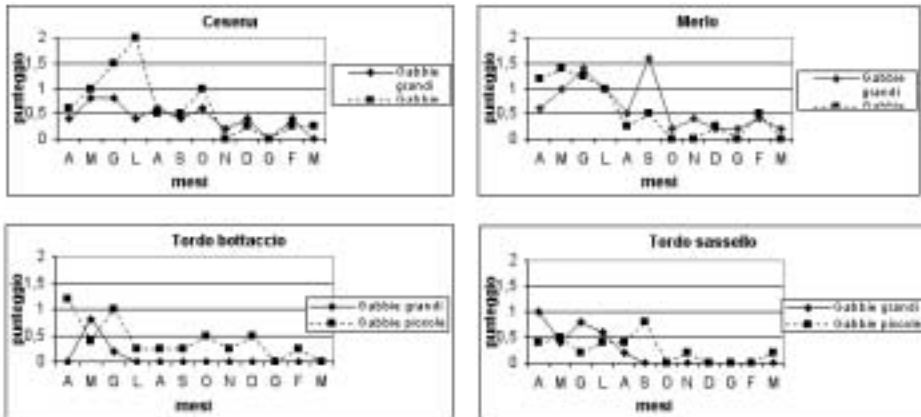 Cesena
2
1,5
1
0,5
0
punteggio
A M G L A S O N D G F M
mesi
Gabbie
grandi
Gabbie
Merlo
2
1,5
1
0,5
0
punteggio
A M G L A S O N D G F M
mesi
Gabbie
grandi
Gabbie
Tordo bottaccio
2
1,5
1
0,5
0
punteggio
A M G L A S O N D G F M
mesi
Gabbie grandi
Gabbie piccole
Tordo sassello
2
1,5
1
0,5
0
punteggio
A M G L A S O N D G F M
mesi
Gabbie grandi
Gabbie piccole